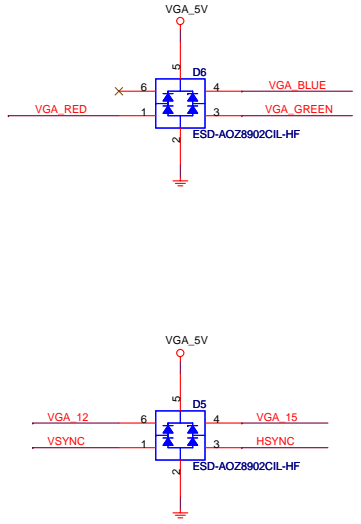 VGA_5V
5
D6
6
4
VGA_BLUE
VGA_RED
1
3
VGA_GREEN
2
ESD-AOZ8902CIL-HF
VGA_5V
5
D5
VGA_12
6
4
VGA_15
VSYNC
1
3
HSYNC
2
ESD-AOZ8902CIL-HF